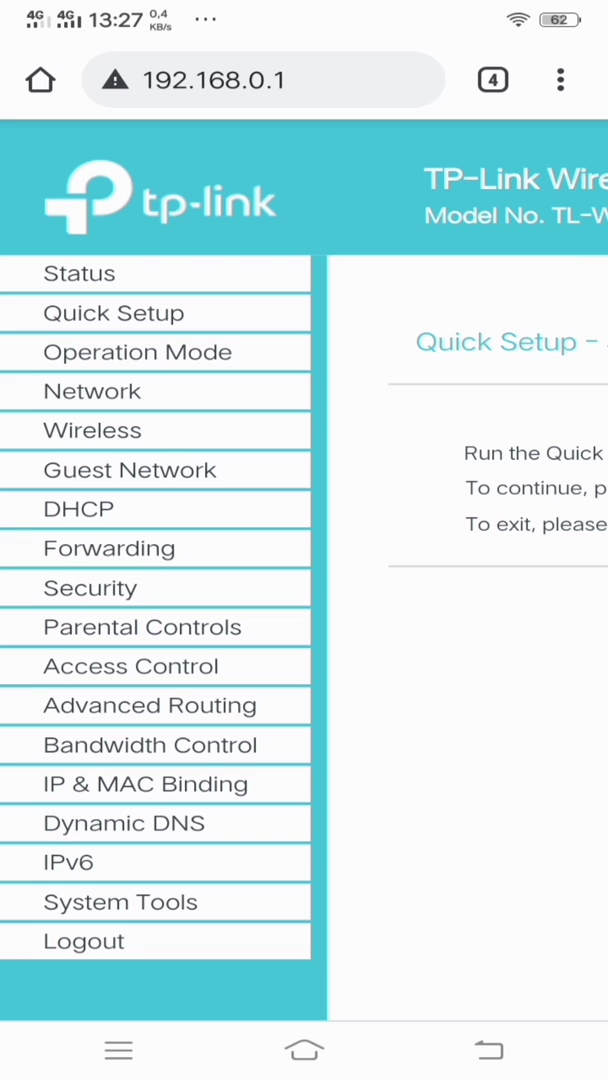 4G 4G 13:27 0,4 KB/s ... 62
192.168.0.1 4
tp-link
TP-Link Wire
Model No. TL-W
Status
Quick Setup
Operation Mode
Network
Wireless
Guest Network
DHCP
Forwarding
Security
Parental Controls
Access Control
Advanced Routing
Bandwidth Control
IP & MAC Binding
Dynamic DNS
IPv6
System Tools
Logout
Quick Setup -
Run the Quick
To continue, p
To exit, please